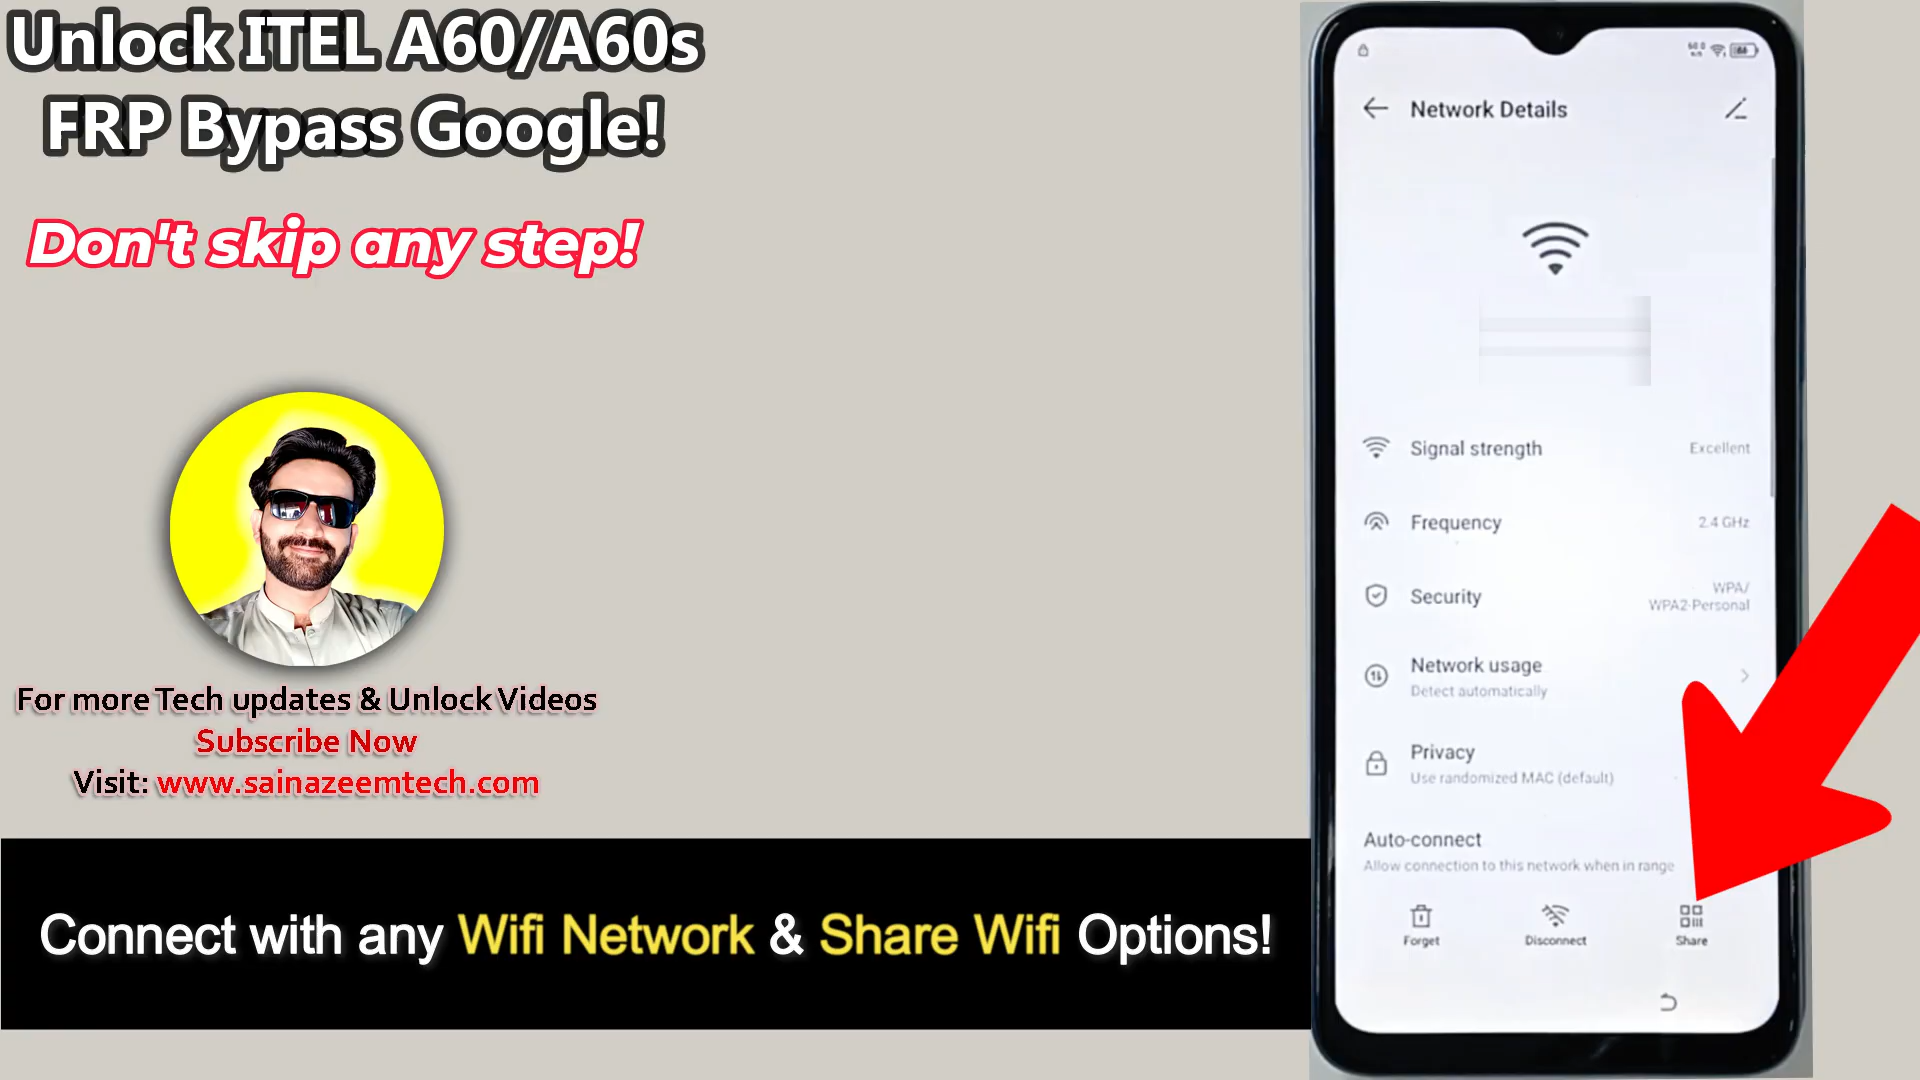 Unlock ITEL A60/A60s
FRP Bypass Google!
Don't skip any step!
For more Tech updates & Unlock Videos
Subscribe Now
Visit: www.sainazeemtech.com
Connect with any Wifi Network & Share Wifi Options!
Network Details
Signal strength
Excellent
Frequency
2.4 GHz
Security
WPA/
WPA2-Personal
Network usage
Detect automatically
Privacy
Use randomized MAC (default)
Auto-connect
Allow connection to this network when in range
Forget
Disconnect
Share